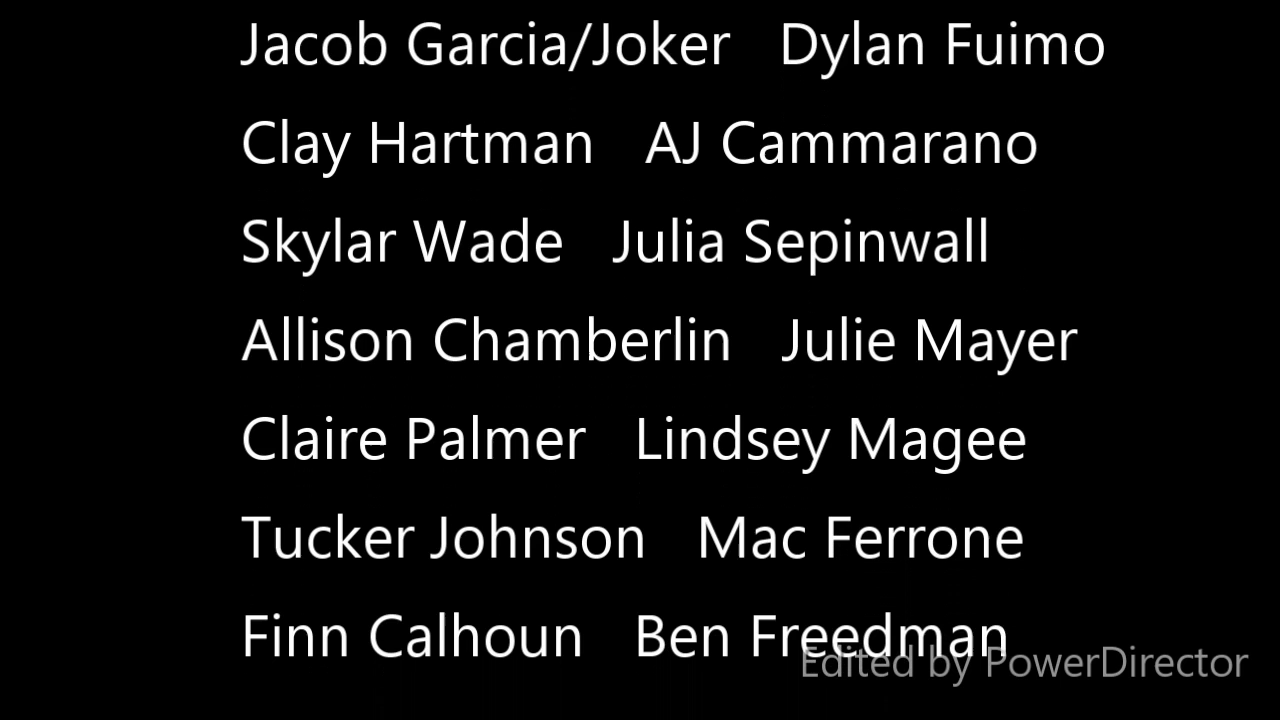 Jacob Garcia/Joker   Dylan Fuimo
Clay Hartman   AJ Cammarano
Skylar Wade   Julia Sepinwall
Allison Chamberlin   Julie Mayer
Claire Palmer   Lindsey Magee
Tucker Johnson   Mac Ferrone
Finn Calhoun   Ben Freedman
Edited by PowerDirector